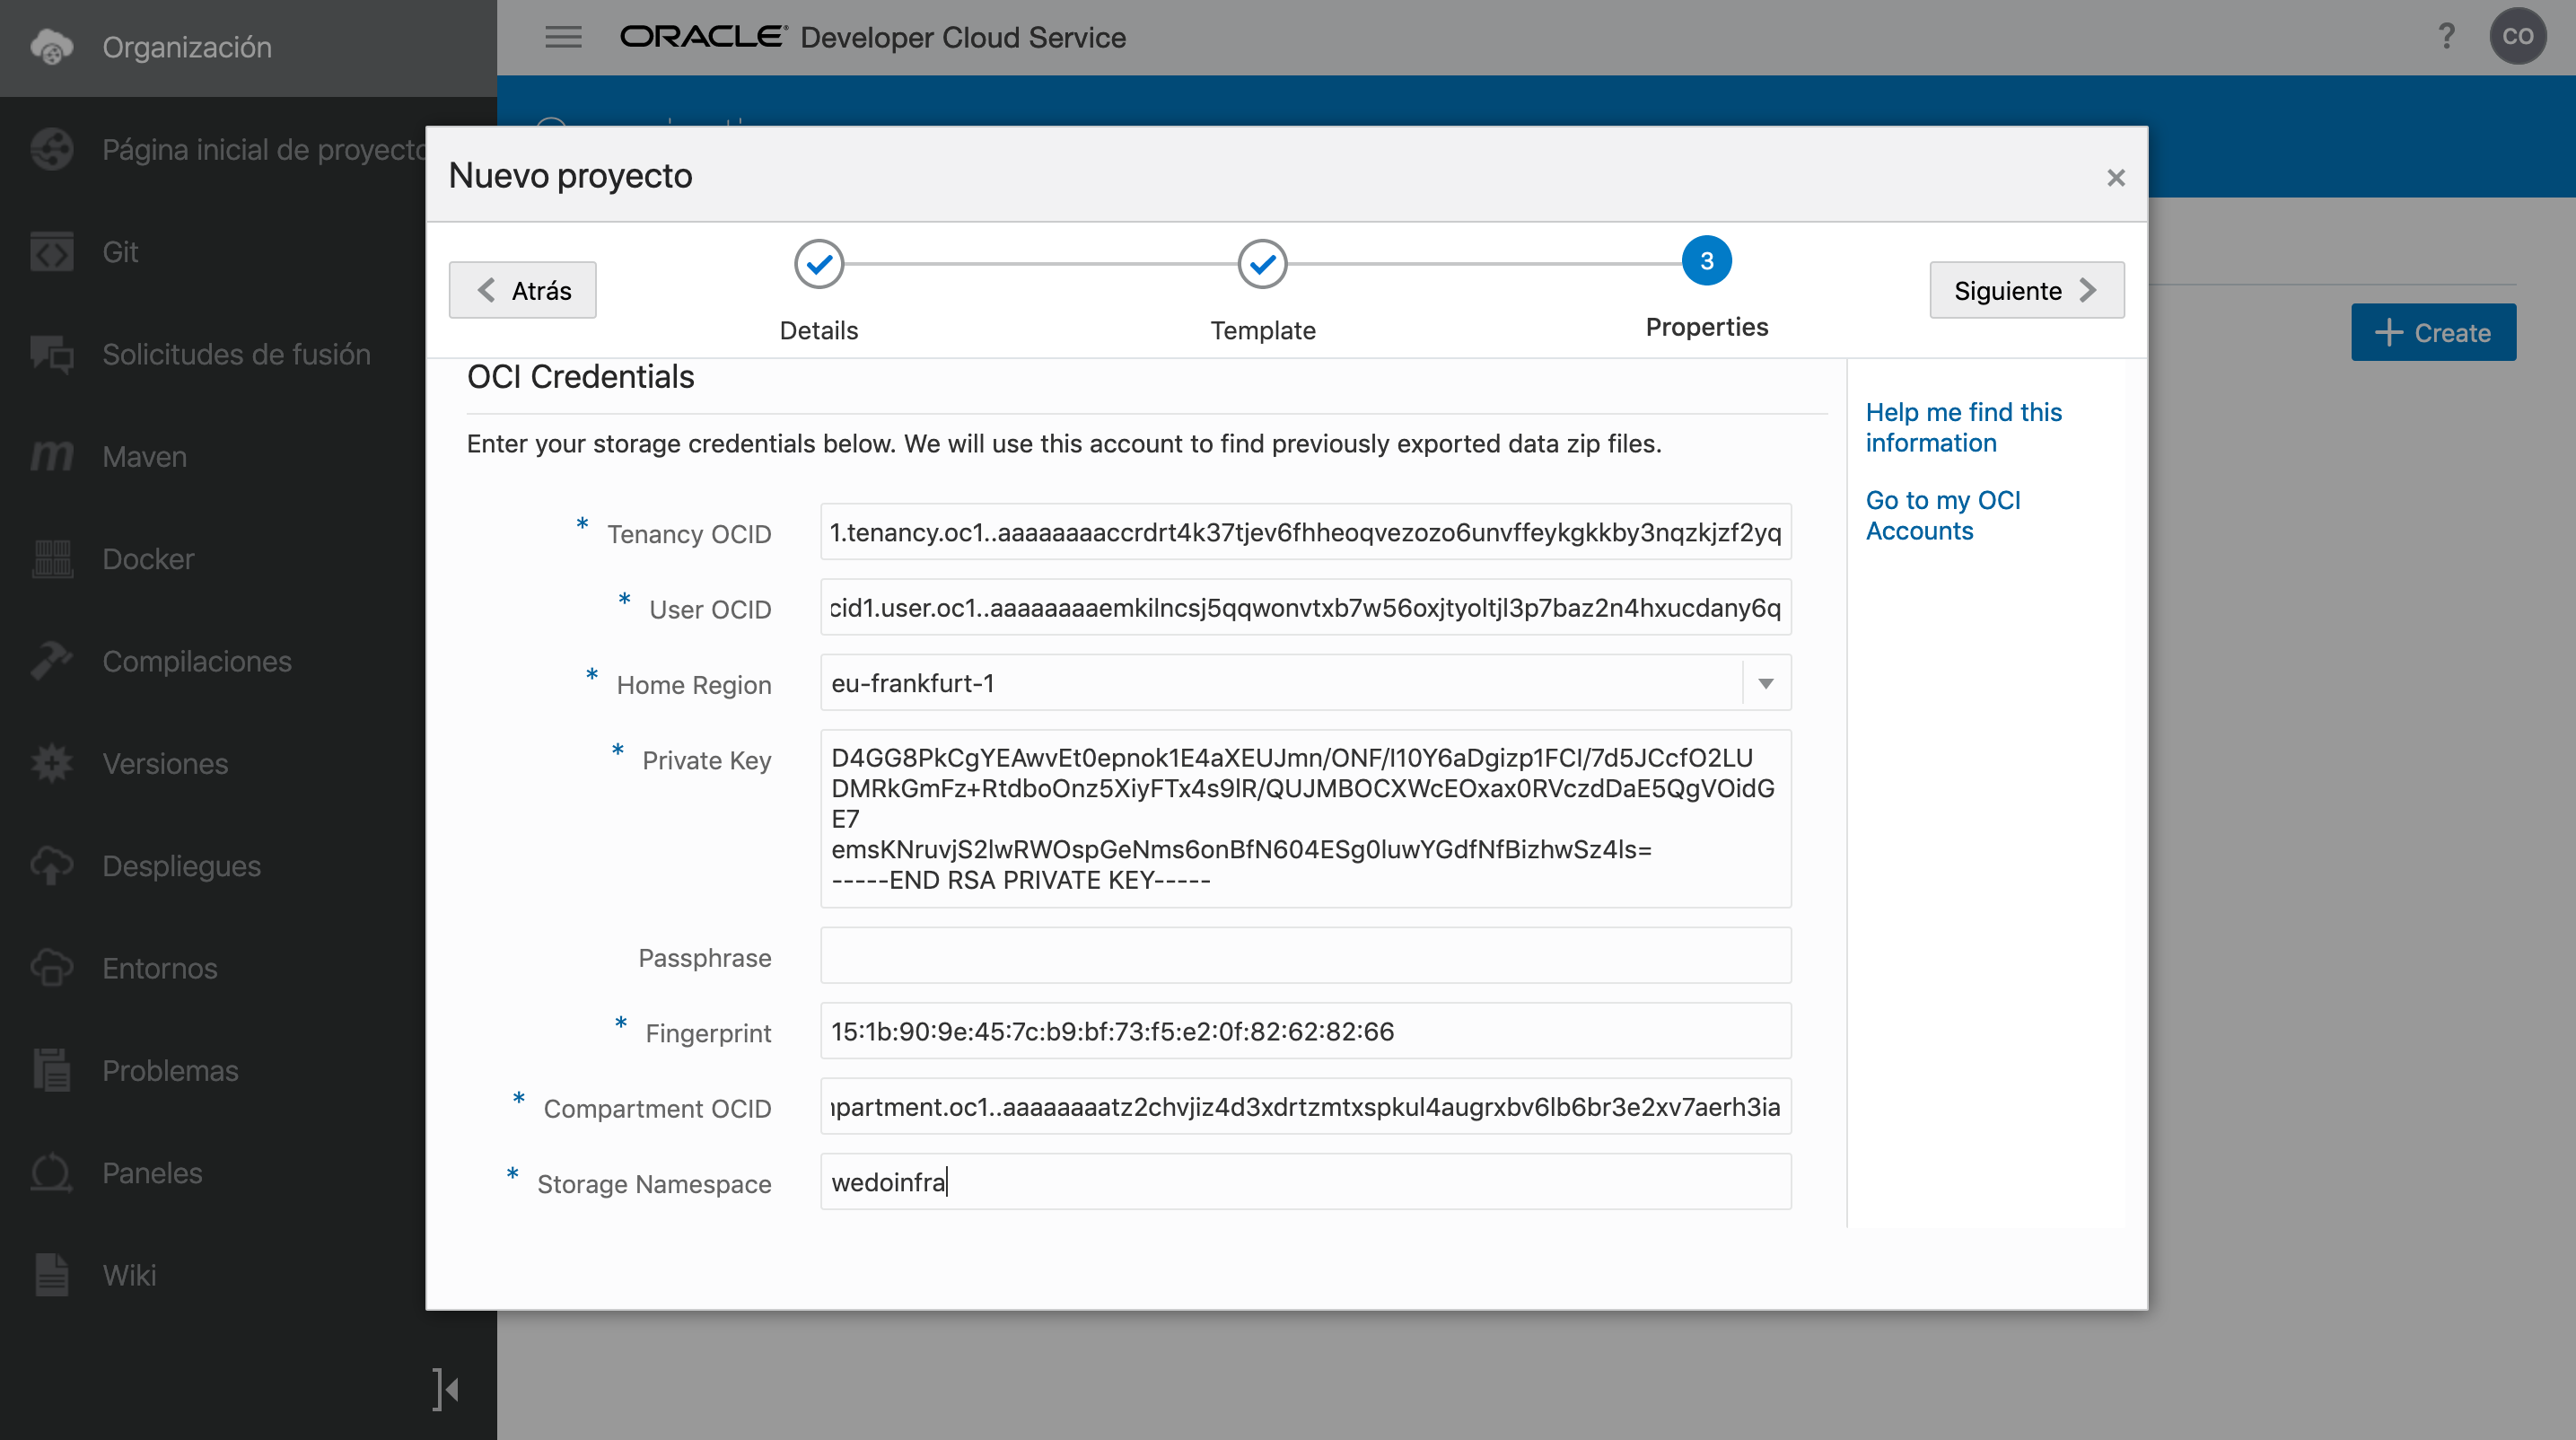 Organización
ORACLE® Developer Cloud Service
?
CO
Página inicial de proyecto
Git
Solicitudes de fusión
Maven
Docker
Compilaciones
Versiones
Despliegues
Entornos
Problemas
Paneles
Wiki
Create
Nuevo proyecto
Atrás
Details
Template
3
Properties
Siguiente
OCI Credentials
Enter your storage credentials below. We will use this account to find previously exported data zip files.
* Tenancy OCID
1.tenancy.oc1..aaaaaaaaccrdrt4k37tjev6fhheoqvezozo6unvffeykgkkby3nqzkjzf2yq
* User OCID
cid1.user.oc1..aaaaaaaaemkilncsj5qqwonvtxb7w56oxjtyoltjl3p7baz2n4hxucdany6q
* Home Region
eu-frankfurt-1
* Private Key
D4GG8PkCgYEAwvEt0epnok1E4aXEUJmn/ONF/I10Y6aDgizp1FCl/7d5JCcfO2LU
DMRkGmFz+RtdboOnz5XiyFTx4s9lR/QUJMBOCXWcEOxax0RVczdDaE5QgVOidG
E7
emsKNruvjS2lwRWOspGeNms6onBfN604ESg0luwYGdfNfBizhwSz4ls=
-----END RSA PRIVATE KEY-----
Passphrase
* Fingerprint
15:1b:90:9e:45:7c:b9:bf:73:f5:e2:0f:82:62:82:66
* Compartment OCID
partment.oc1..aaaaaaaatz2chvjiz4d3xdrtzmtxspkul4augrxbv6lb6br3e2xv7aerh3ia
* Storage Namespace
wedoinfra
Help me find this
information
Go to my OCI
Accounts